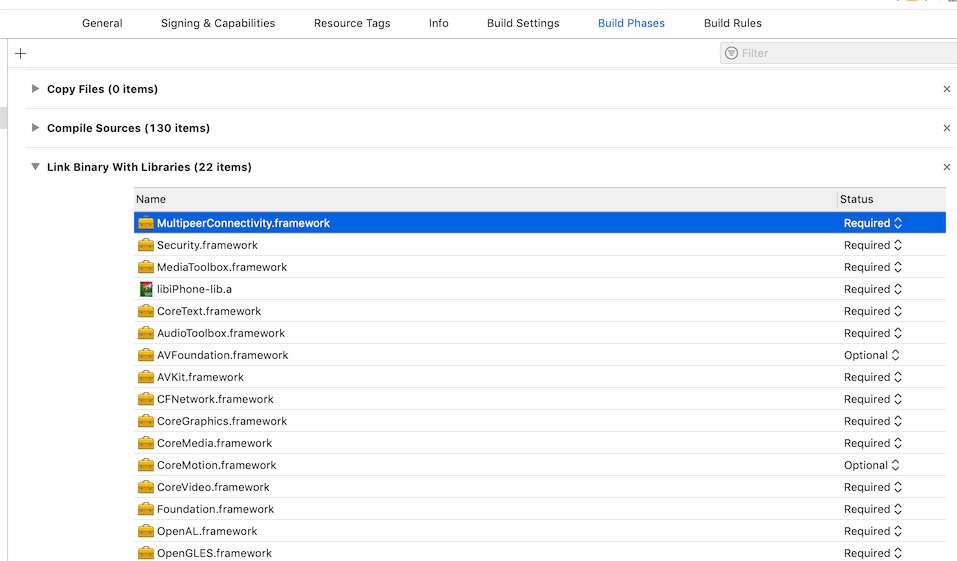 General Signing & Capabilities Resource Tags Info Build Settings Build Phases Build Rules
Filter
Copy Files (0 items)
Compile Sources (130 items)
Link Binary With Libraries (22 items)
Name Status
MultipeerConnectivity.framework Required
Security.framework Required
MediaToolbox.framework Required
libiPhone-lib.a Required
CoreText.framework Required
AudioToolbox.framework Required
AVFoundation.framework Optional
AVKit.framework Required
CFNetwork.framework Required
CoreGraphics.framework Required
CoreMedia.framework Required
CoreMotion.framework Optional
CoreVideo.framework Required
Foundation.framework Required
OpenAL.framework Required
OpenGLES.framework Required